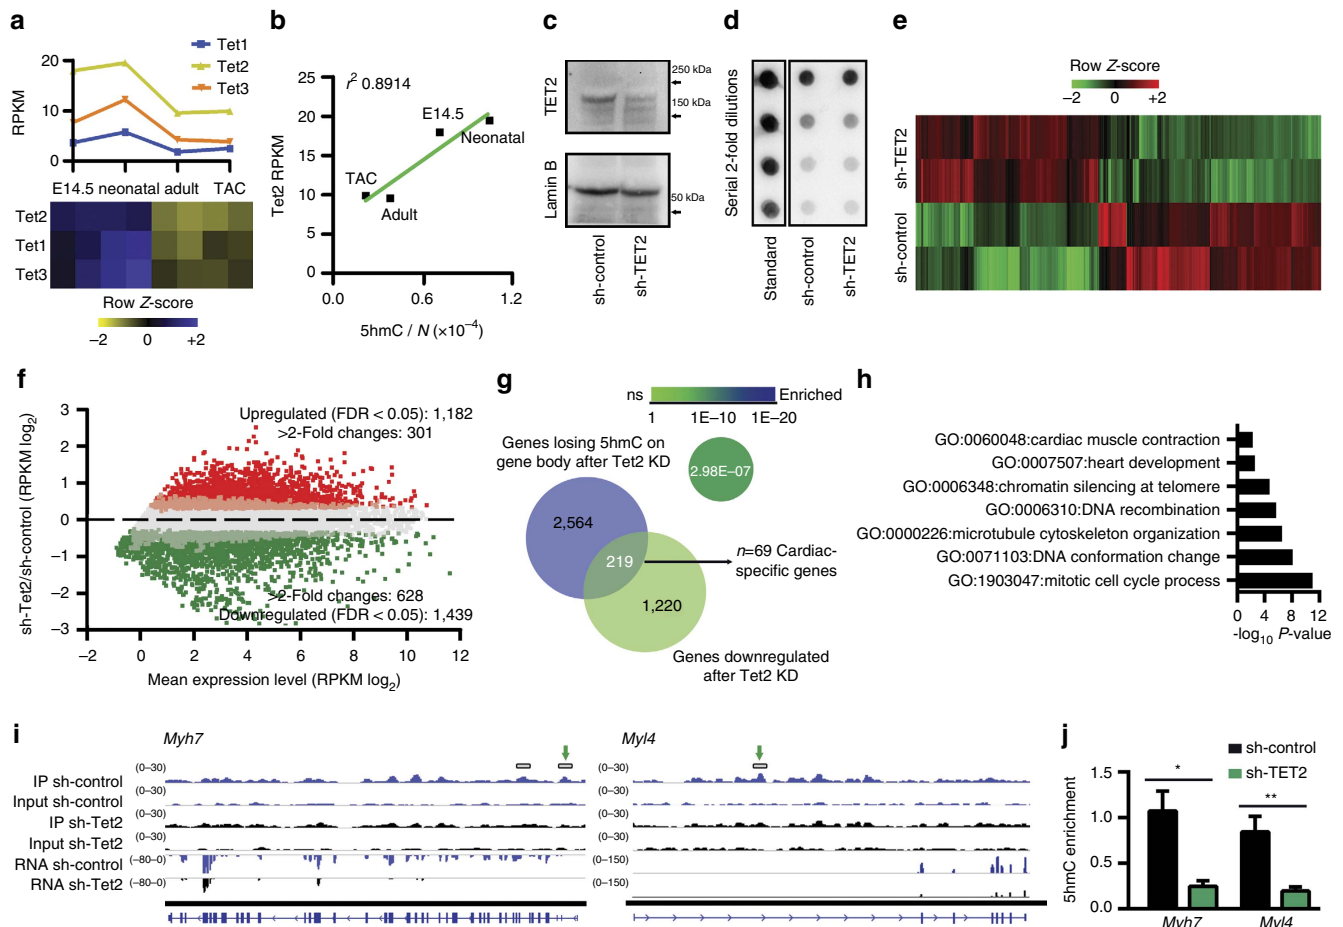 a
Tet1
Tet2
Tet3
RPKM
20
10
0
E14.5 neonatal adult TAC
Tet2
Tet1
Tet3
Row Z-score
−2 0 +2
b
r2 0.8914
Tet2 RPKM
25
20
15
10
5
0
E14.5
Neonatal
TAC
Adult
0.0 0.6 1.2
5hmC / N (×10−4)
c
TET2
250 kDa
150 kDa
Lamin B
50 kDa
sh-control
sh-TET2
d
Serial 2-fold dilutions
Standard
sh-control
sh-TET2
e
Row Z-score
−2 0 +2
sh-TET2
sh-control
f
sh-Tet2/sh-control (RPKM log2)
3
2
1
0
−1
−2
−3
Upregulated (FDR < 0.05): 1,182
>2-Fold changes: 301
>2-Fold changes: 628
Downregulated (FDR < 0.05): 1,439
−2 0 2 4 6 8 10 12
Mean expression level (RPKM log2)
g
ns Enriched
1 1E−10 1E−20
Genes losing 5hmC on
gene body after Tet2 KD
2.98E−07
2,564
219
n=69 Cardiac-
specific genes
1,220
Genes downregulated
after Tet2 KD
h
GO:0060048:cardiac muscle contraction
GO:0007507:heart development
GO:0006348:chromatin silencing at telomere
GO:0006310:DNA recombination
GO:0000226:microtubule cytoskeleton organization
GO:0071103:DNA conformation change
GO:1903047:mitotic cell cycle process
0 4 8 12
-log10 P-value
i
Myh7
Myl4
IP sh-control (0–30) (0–30)
Input sh-control (0–30) (0–30)
IP sh-Tet2 (0–30) (0–30)
Input sh-Tet2 (0–30) (0–30)
RNA sh-control (−80–0) (0–150)
RNA sh-Tet2 (−80–0) (0–150)
j
sh-control
sh-TET2
5hmC enrichment
1.5
1.0
0.5
0.0
*
**
Myh7 Myl4